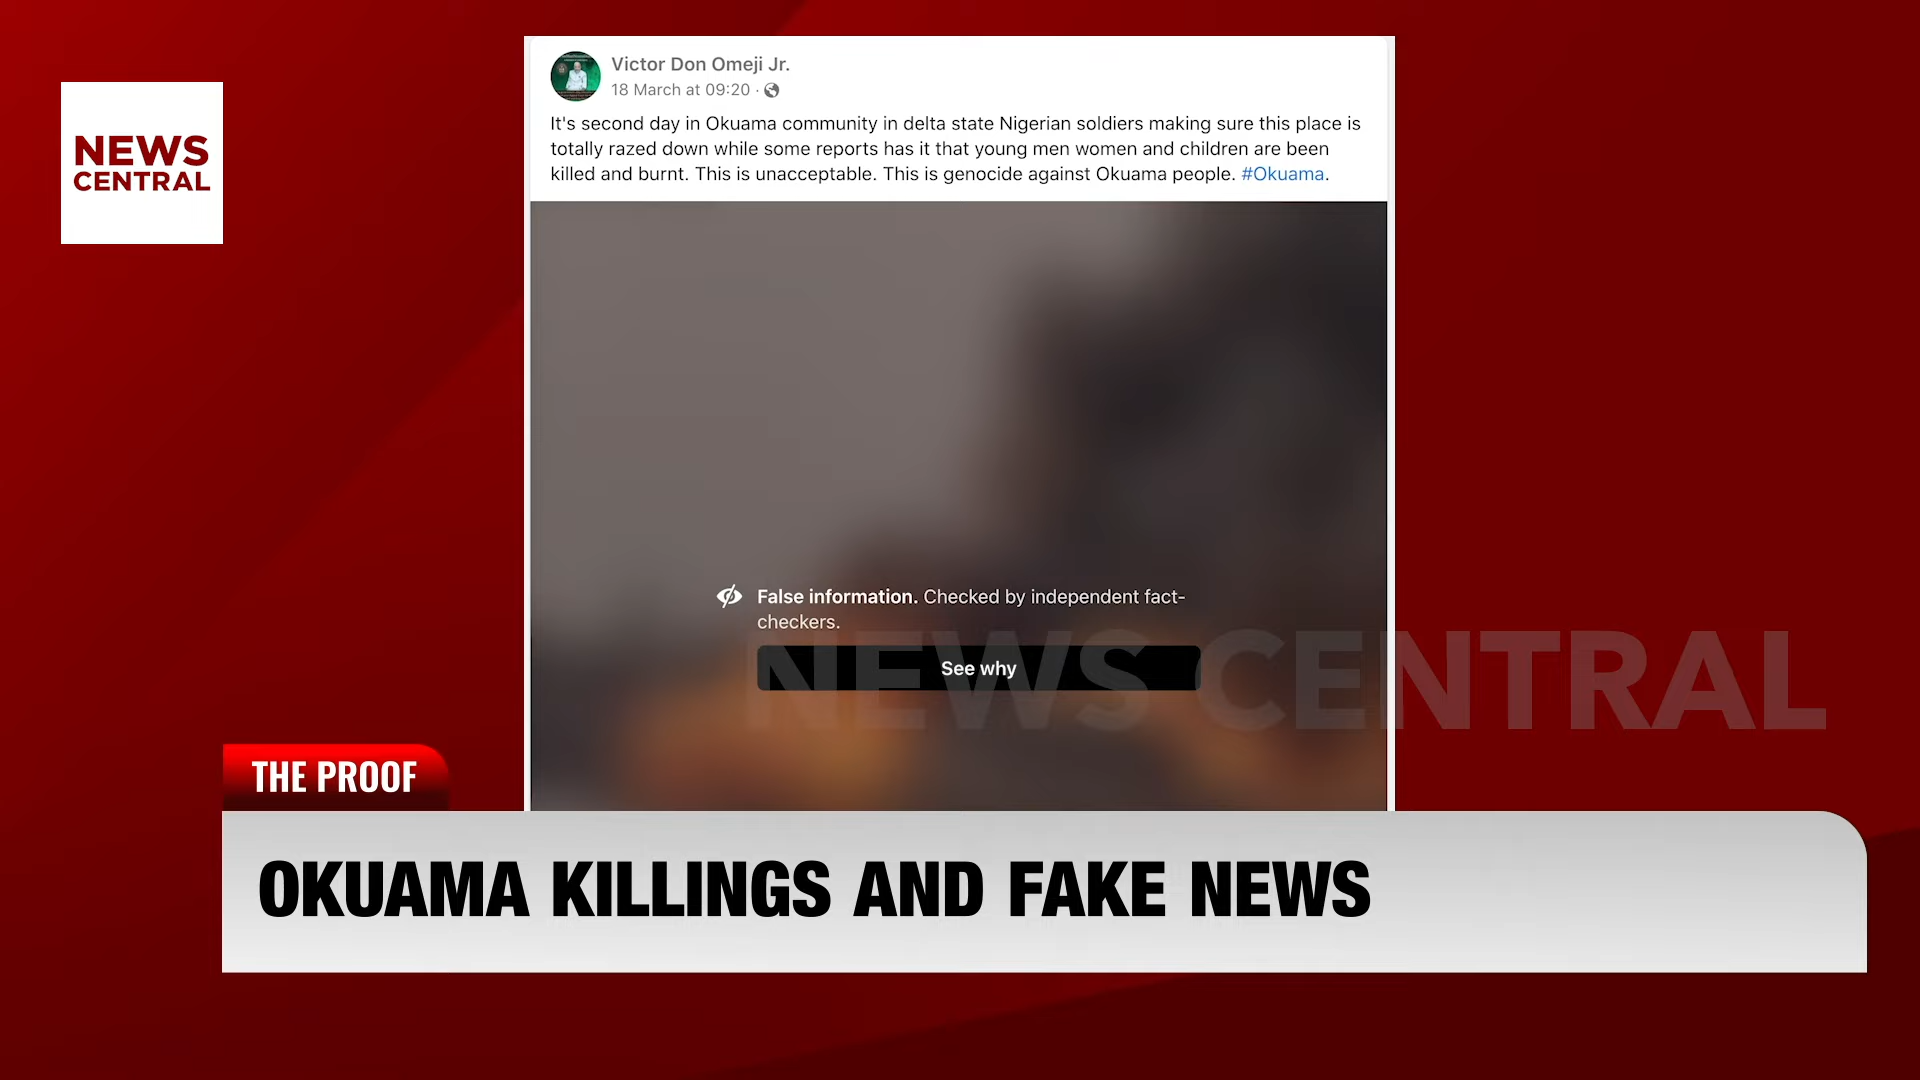 NEWS
CENTRAL
Victor Don Omeji Jr.
18 March at 09:20 ·
It's second day in Okuama community in delta state Nigerian soldiers making sure this place is
totally razed down while some reports has it that young men women and children are been
killed and burnt. This is unacceptable. This is genocide against Okuama people. #Okuama.
False information. Checked by independent fact-
checkers.
See why
NEWS CENTRAL
THE PROOF
OKUAMA KILLINGS AND FAKE NEWS